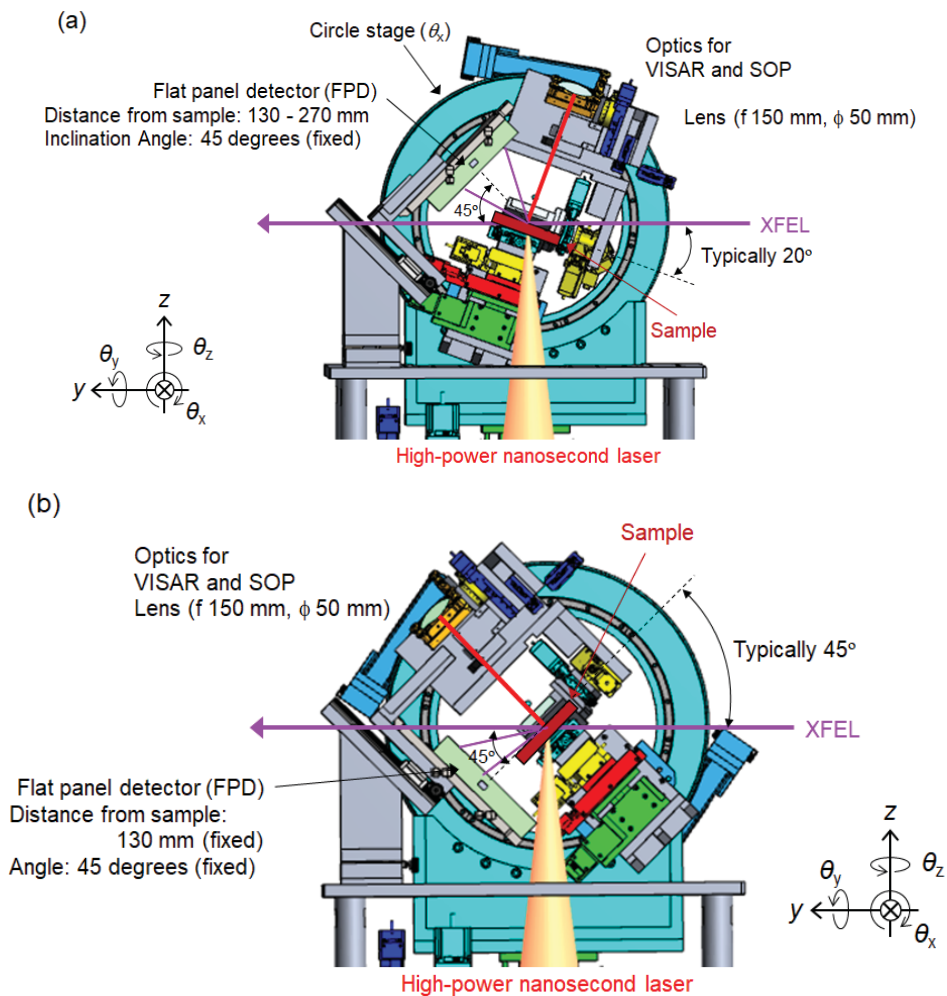 (a)
Circle stage (θx)
Optics for
VISAR and SOP
Flat panel detector (FPD)
Distance from sample: 130 - 270 mm
Inclination Angle: 45 degrees (fixed)
Lens (f 150 mm, ϕ 50 mm)
45°
XFEL
Typically 20°
Sample
z
θz
θy
y
θx
High-power nanosecond laser
(b)
Sample
Optics for
VISAR and SOP
Lens (f 150 mm, ϕ 50 mm)
Typically 45°
XFEL
45°
Flat panel detector (FPD)
Distance from sample:
130 mm (fixed)
Angle: 45 degrees (fixed)
z
θz
θy
y
θx
High-power nanosecond laser